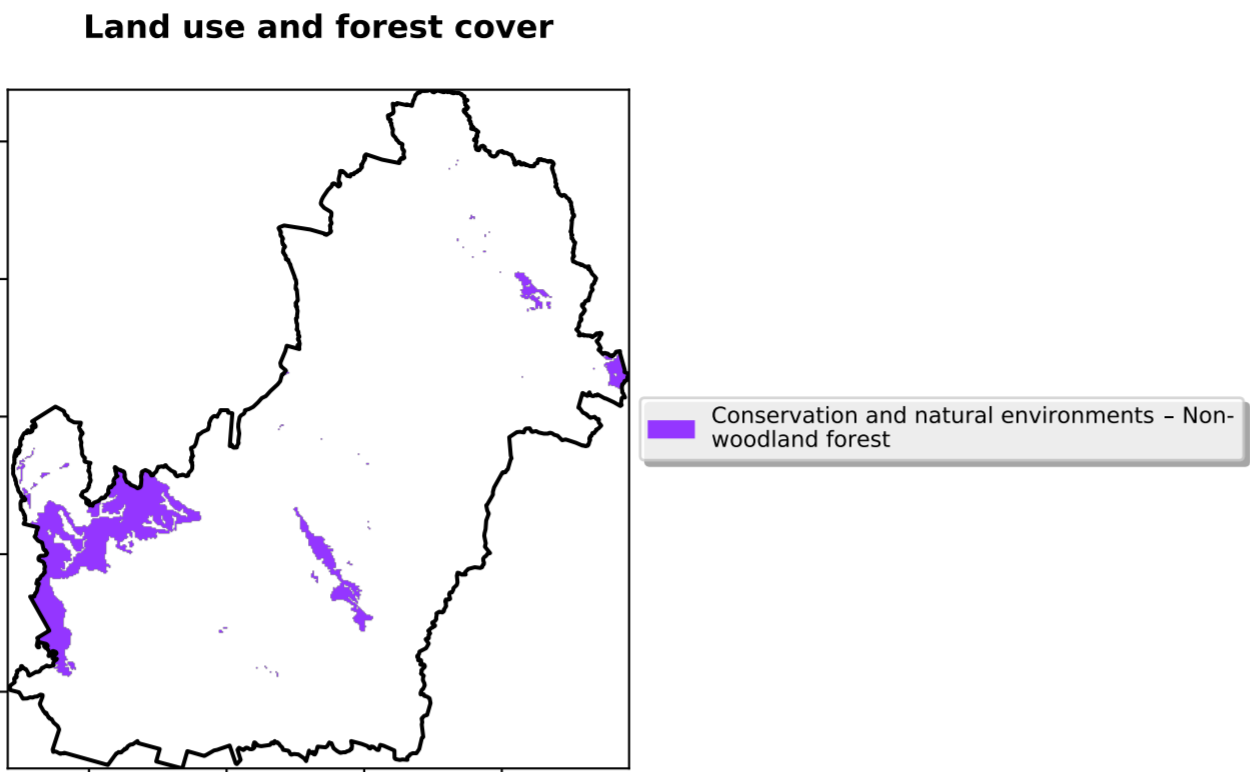 Land use and forest cover
Conservation and natural environments – Non-
woodland forest